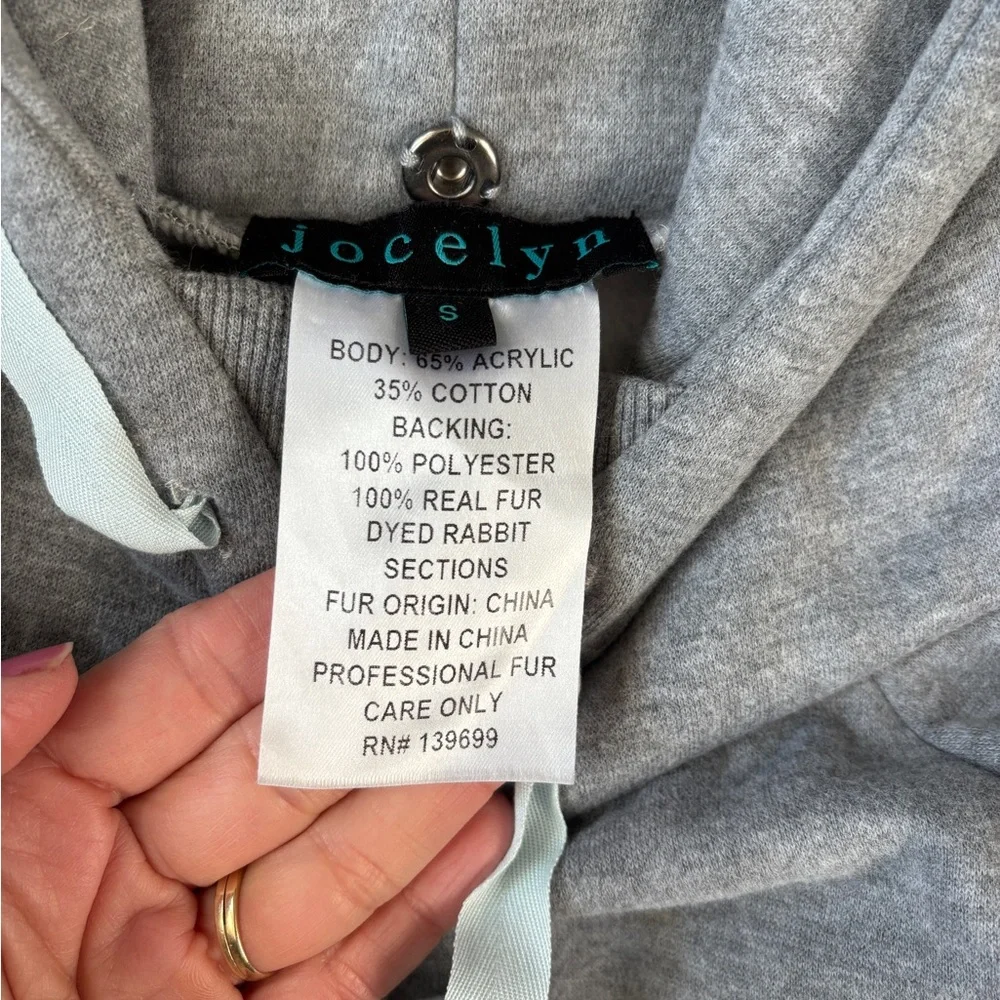 jocelyn
S
BODY: 65% ACRYLIC
35% COTTON
BACKING:
100% POLYESTER
100% REAL FUR
DYED RABBIT
SECTIONS
FUR ORIGIN: CHINA
MADE IN CHINA
PROFESSIONAL FUR
CARE ONLY
RN# 139699